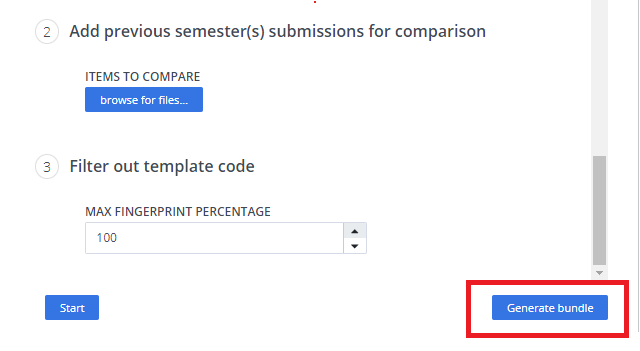 2 Add previous semester(s) submissions for comparison
ITEMS TO COMPARE
browse for files...
3 Filter out template code
MAX FINGERPRINT PERCENTAGE
100
Start Generate bundle